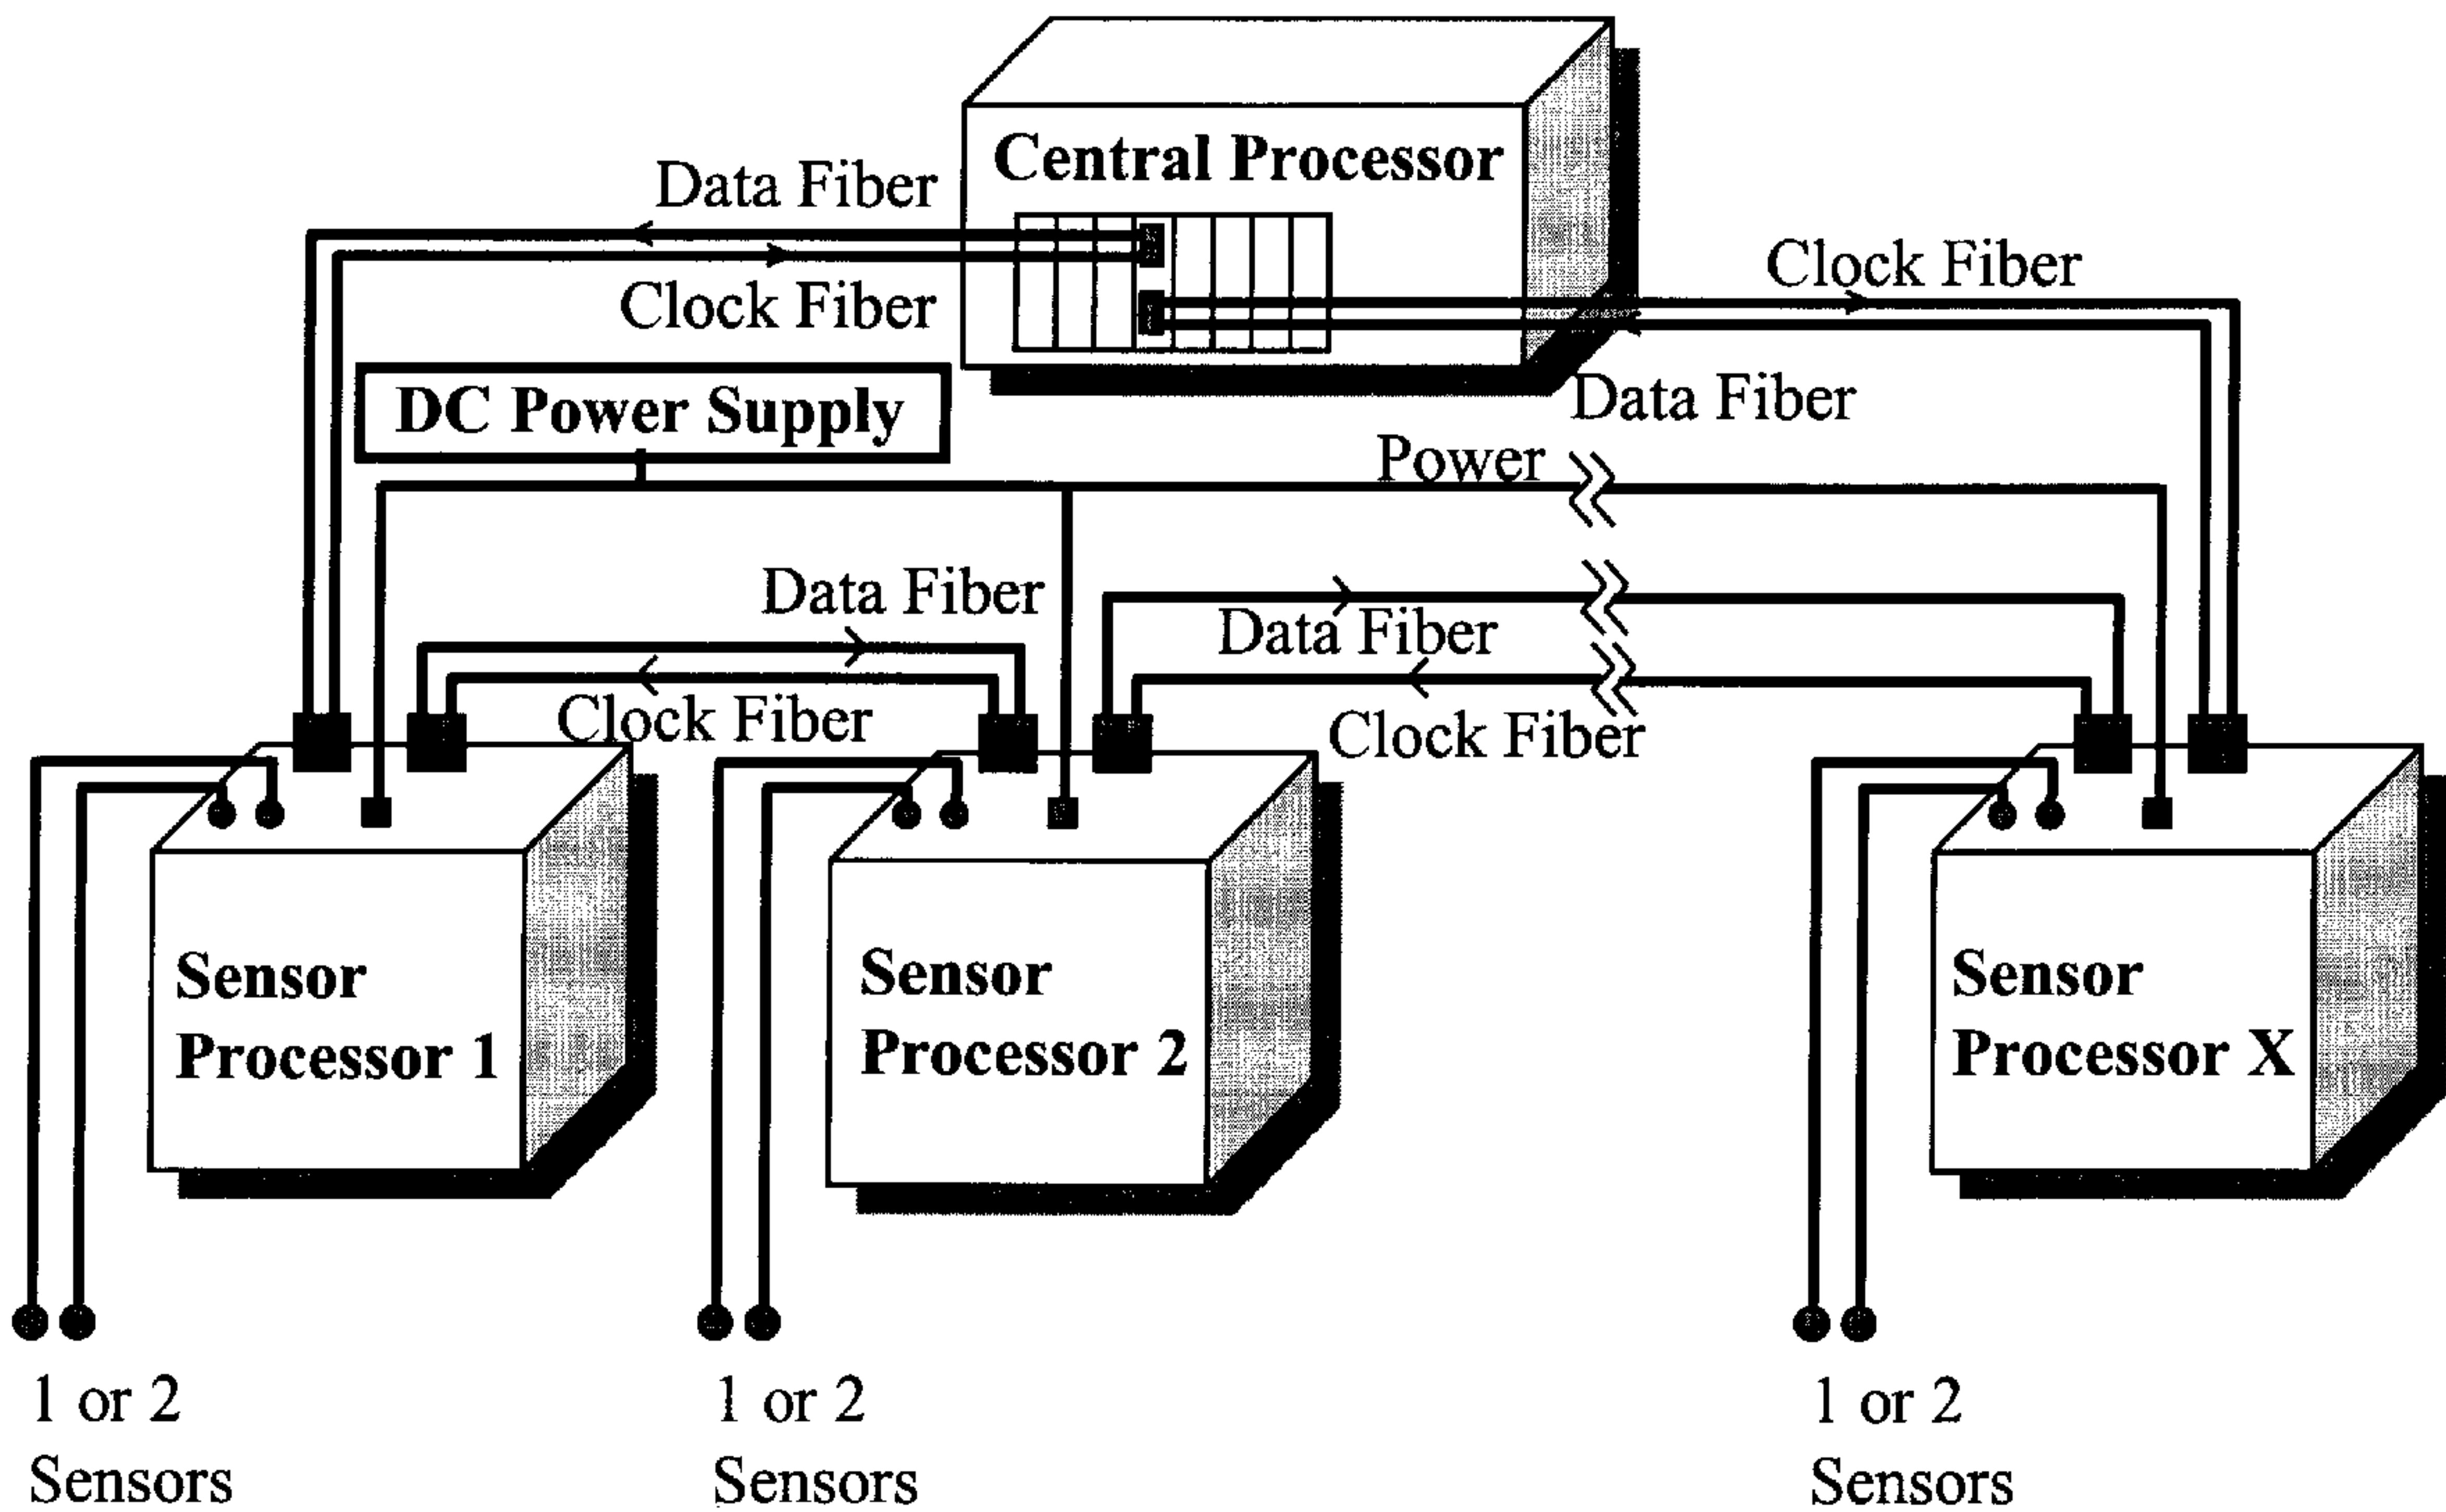 Central Processor
Data Fiber
Clock Fiber
Clock Fiber
Data Fiber
DC Power Supply
Power
Data Fiber
Data Fiber
Clock Fiber
Clock Fiber
Sensor
Processor 1
Sensor
Processor 2
Sensor
Processor X
1 or 2
Sensors
1 or 2
Sensors
1 or 2
Sensors